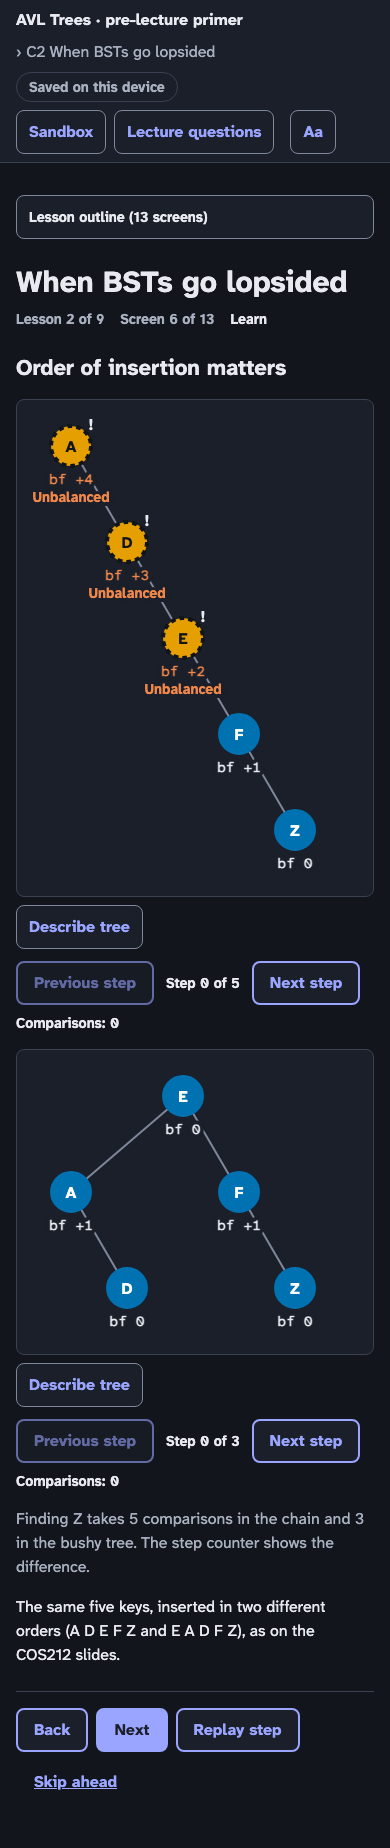 AVL Trees · pre-lecture primer
› C2 When BSTs go lopsided
Saved on this device
Sandbox
Lecture questions
Aa
Lesson outline (13 screens)
When BSTs go lopsided
Lesson 2 of 9 Screen 6 of 13 Learn
Order of insertion matters
!
A
bf +4
Unbalanced
!
D
bf +3
Unbalanced
!
E
bf +2
Unbalanced
F
bf +1
Z
bf 0
Describe tree
Previous step Step 0 of 5 Next step
Comparisons: 0
E
bf 0
A F
bf +1 bf +1
D Z
bf 0 bf 0
Describe tree
Previous step Step 0 of 3 Next step
Comparisons: 0
Finding Z takes 5 comparisons in the chain and 3
in the bushy tree. The step counter shows the
difference.
The same five keys, inserted in two different
orders (A D E F Z and E A D F Z), as on the
COS212 slides.
Back Next Replay step
Skip ahead